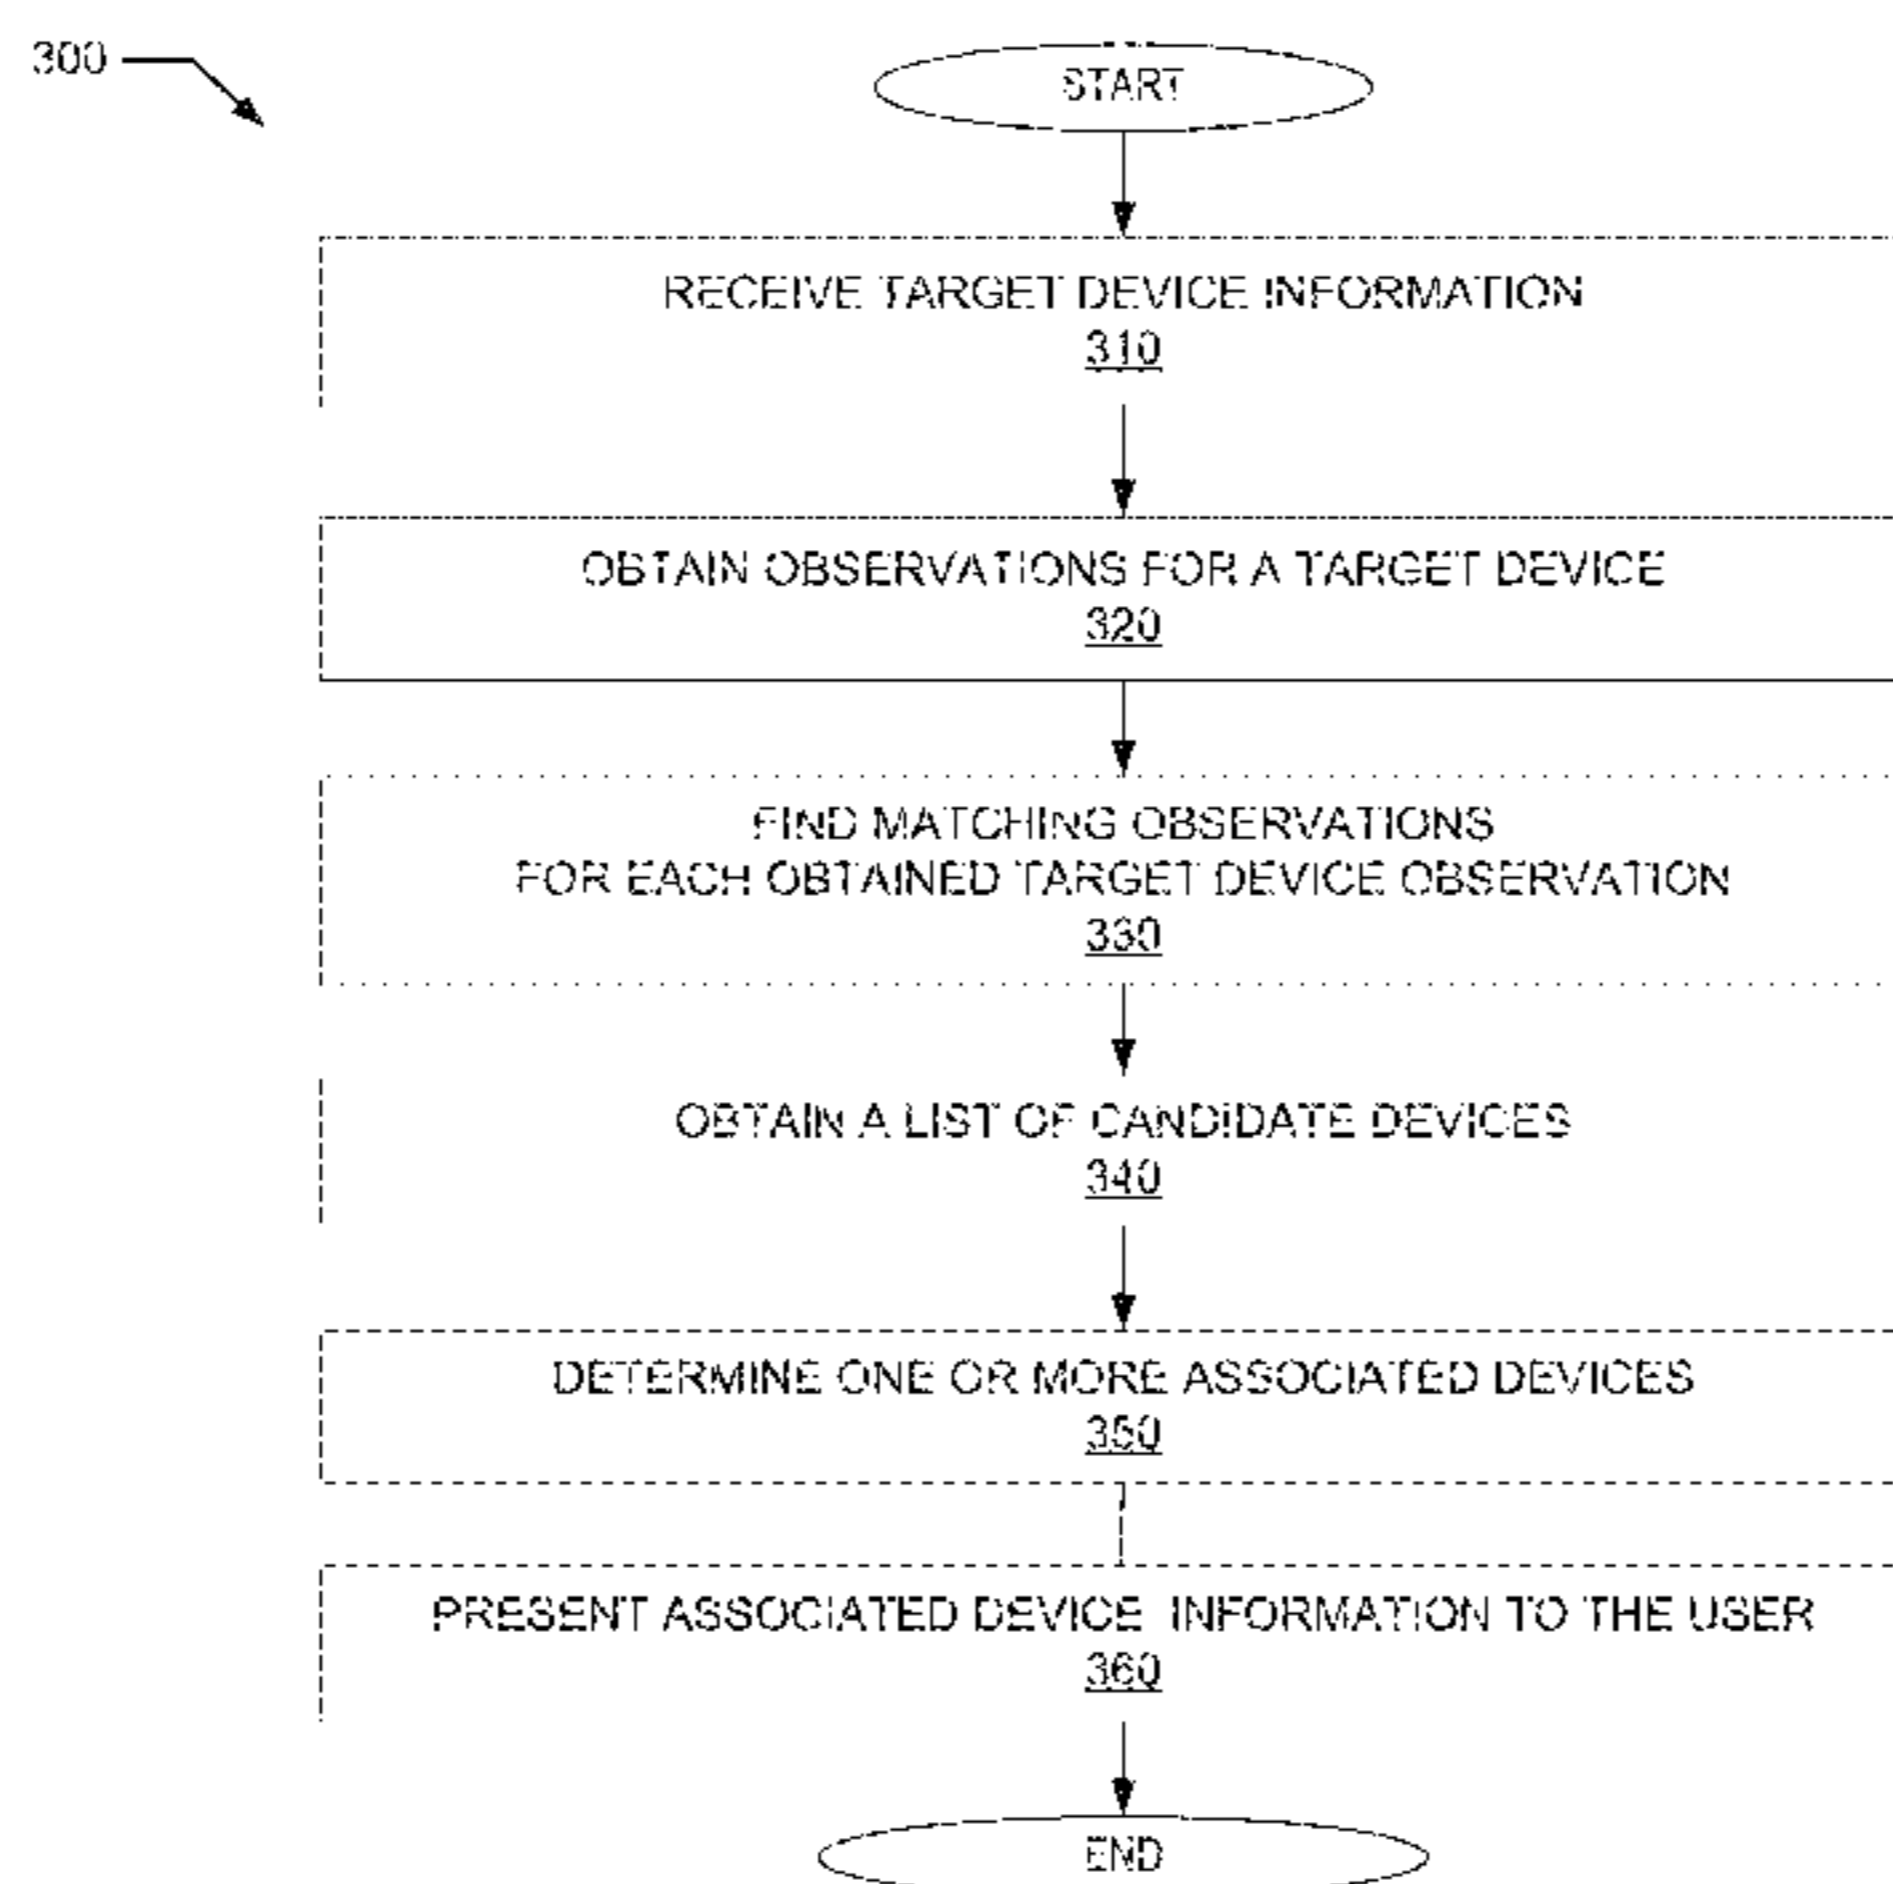 300
START
RECEIVE TARGET DEVICE INFORMATION
310
OBTAIN OBSERVATIONS FOR A TARGET DEVICE
320
FIND MATCHING OBSERVATIONS
FOR EACH OBTAINED TARGET DEVICE OBSERVATION
330
OBTAIN A LIST OF CANDIDATE DEVICES
340
DETERMINE ONE OR MORE ASSOCIATED DEVICES
350
PRESENT ASSOCIATED DEVICE INFORMATION TO THE USER
360
END